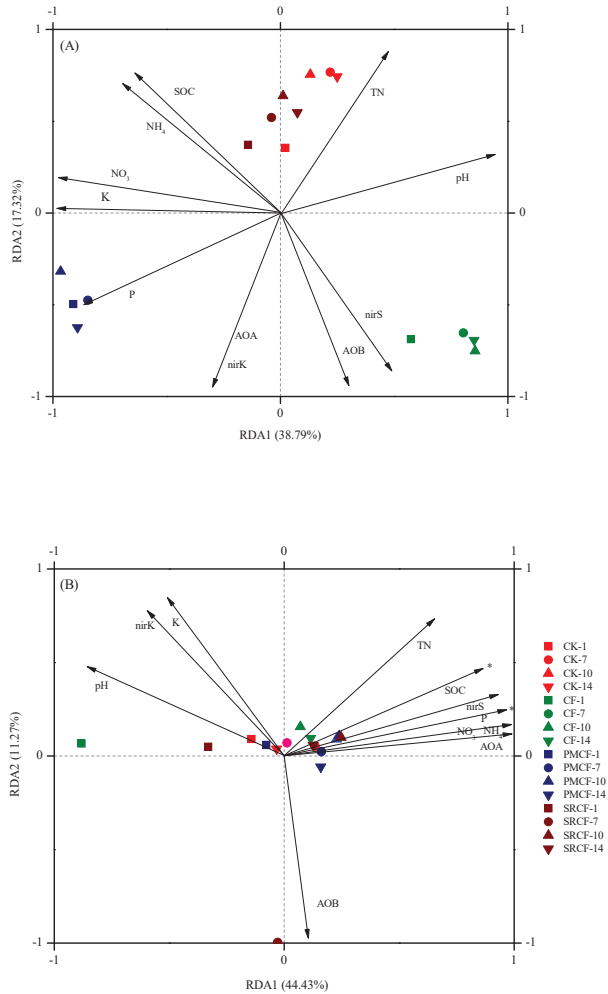 -1 0 1
1 1
(A)
SOC
TN
NH4
NO3
pH
K
RDA2 (17.32%)
0 0
P
nirS
AOA
AOB
nirK
-1 -1
-1 0 1
RDA1 (38.79%)
-1 0 1
1 1
(B)
K
nirK
TN
*
SOC
pH
nirS
*
P
NO3 NH4
AOA
RDA2 (11.27%)
0 0
AOB
-1 -1
-1 0 1
RDA1 (44.43%)
CK-1
CK-7
CK-10
CK-14
CF-1
CF-7
CF-10
CF-14
PMCF-1
PMCF-7
PMCF-10
PMCF-14
SRCF-1
SRCF-7
SRCF-10
SRCF-14